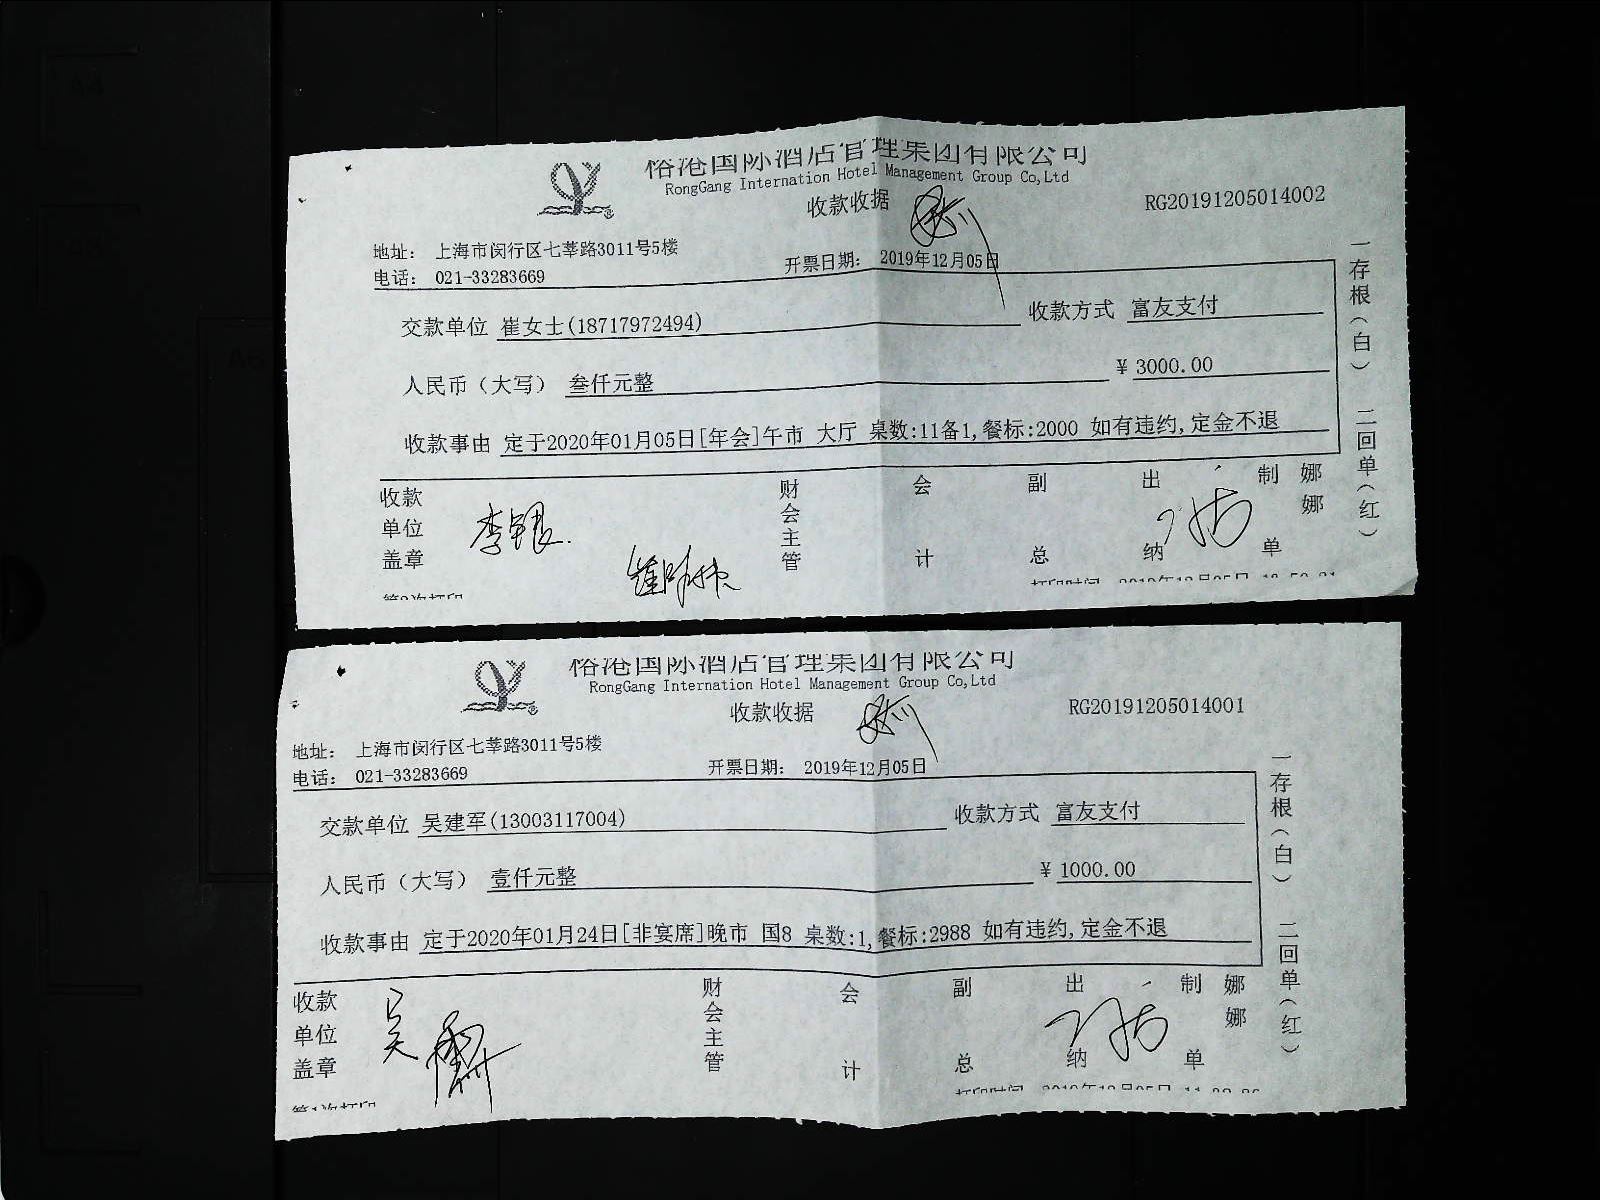 裕港国际酒店管理集团有限公司
RongGang Internation Hotel Management Group Co,Ltd
收款收据
RG20191205014002
地址： 上海市闵行区七莘路3011号5楼
电话： 021-33283669
开票日期： 2019年12月05日
交款单位 崔女士(18717972494) 收款方式 富友支付
人民币（大写） 叁仟元整 ￥3000.00
收款事由 定于2020年01月05日[年会]午市 大厅 桌数:11备1,餐标:2000 如有违约,定金不退
收款单位盖章 财会主管 会计 副总 出纳 制单 娜娜
一存根（白） 二回单（红）
裕港国际酒店管理集团有限公司
RongGang Internation Hotel Management Group Co,Ltd
收款收据
RG20191205014001
地址： 上海市闵行区七莘路3011号5楼
电话： 021-33283669
开票日期： 2019年12月05日
交款单位 吴建军(13003117004) 收款方式 富友支付
人民币（大写） 壹仟元整 ￥1000.00
收款事由 定于2020年01月24日[非宴席]晚市 国8 桌数:1,餐标:2988 如有违约,定金不退
收款单位盖章 吴 财会主管 会计 副总 出纳 制单 娜娜
一存根（白） 二回单（红）